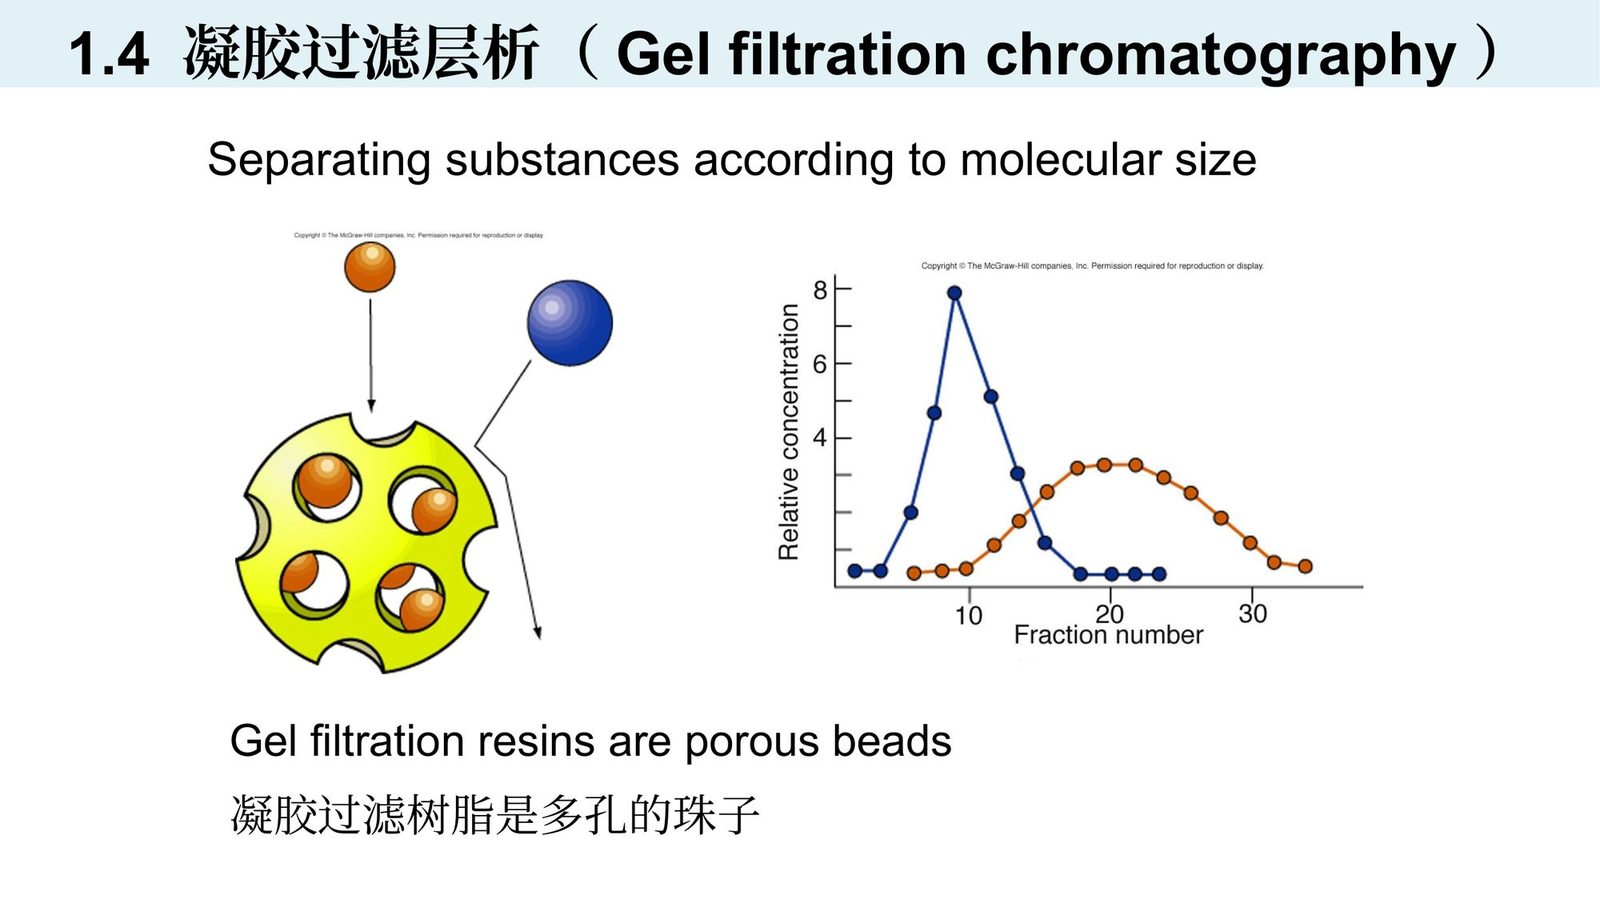 1.4 凝胶过滤层析（Gel filtration chromatography）
Separating substances according to molecular size
Copyright © The McGraw-Hill companies, Inc. Permission required for reproduction or display.
Copyright © The McGraw-Hill companies, Inc. Permission required for reproduction or display.
Relative concentration
8
6
4
10 20 30
Fraction number
Gel filtration resins are porous beads
凝胶过滤树脂是多孔的珠子